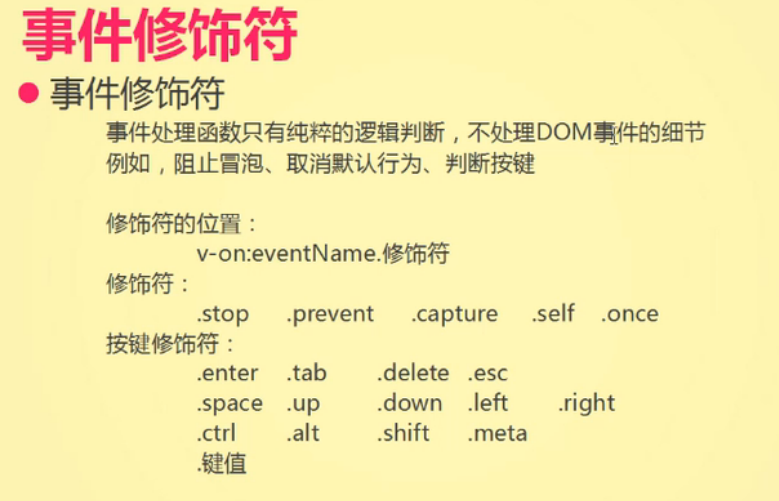 事件修饰符
事件修饰符
事件处理函数只有纯粹的逻辑判断，不处理DOM事件的细节
例如，阻止冒泡、取消默认行为、判断按键
修饰符的位置：
v-on:eventName.修饰符
修饰符：
.stop .prevent .capture .self .once
按键修饰符：
.enter .tab .delete .esc
.space .up .down .left .right
.ctrl .alt .shift .meta
.键值